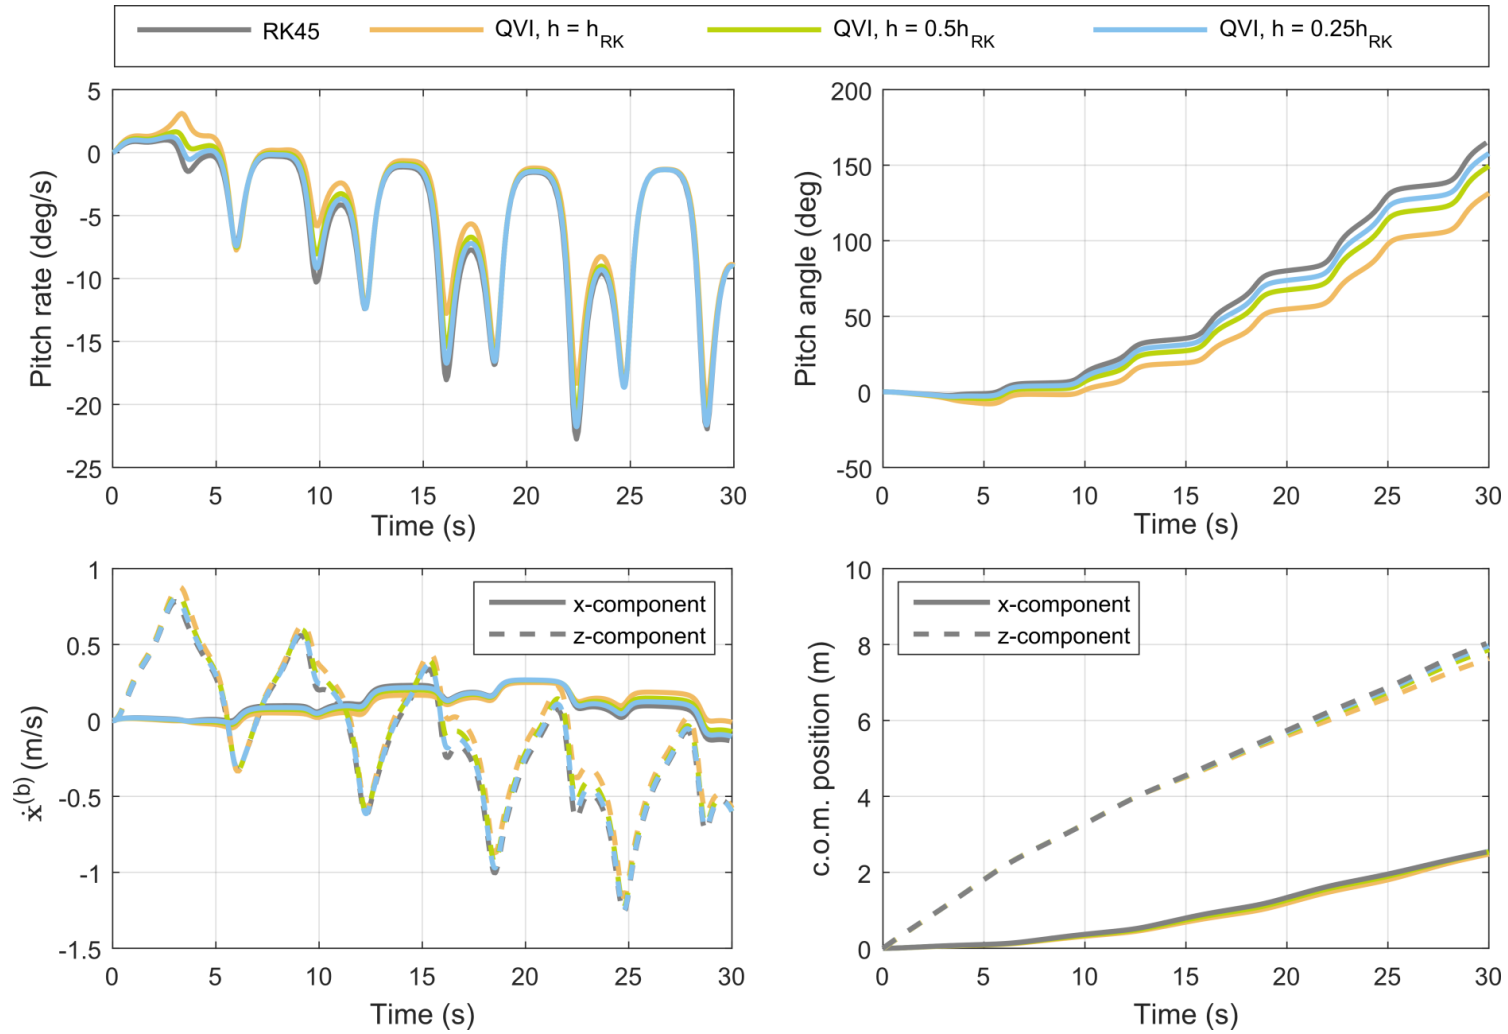 RK45 QVI, h = hRK QVI, h = 0.5hRK QVI, h = 0.25hRK
5
0
-5
-10
-15
-20
-25
0 5 10 15 20 25 30
Pitch rate (deg/s)
Time (s)
200
150
100
50
0
-50
0 5 10 15 20 25 30
Pitch angle (deg)
Time (s)
1
0.5
0
-0.5
-1
-1.5
0 5 10 15 20 25 30
ẋ(b) (m/s)
Time (s)
x-component
z-component
10
8
6
4
2
0
0 5 10 15 20 25 30
c.o.m. position (m)
Time (s)
x-component
z-component